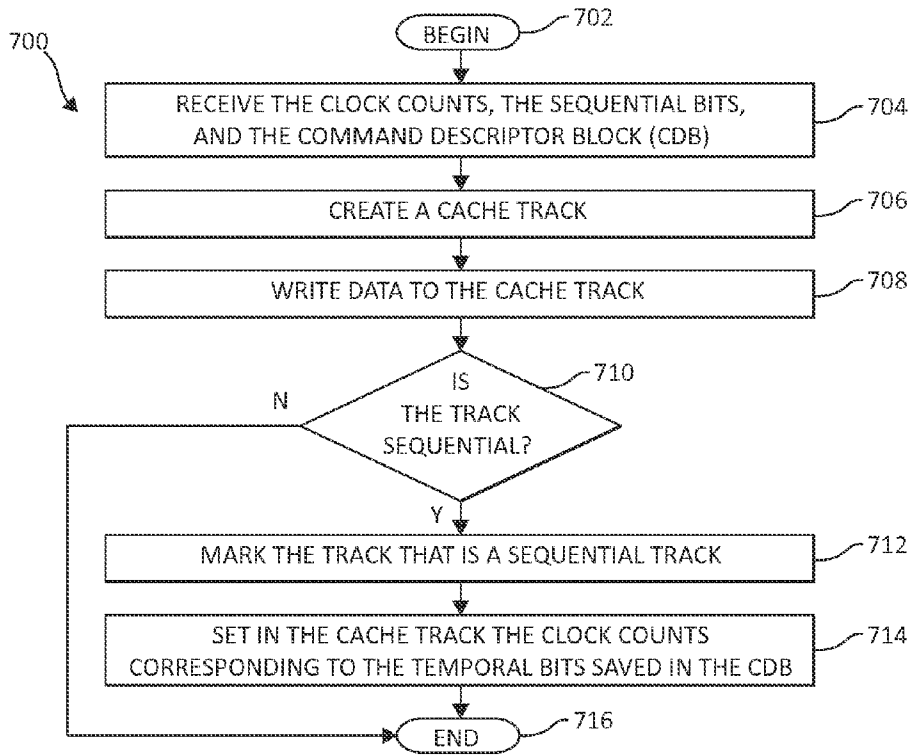 700
BEGIN
702
RECEIVE THE CLOCK COUNTS, THE SEQUENTIAL BITS,
AND THE COMMAND DESCRIPTOR BLOCK (CDB)
704
CREATE A CACHE TRACK
706
WRITE DATA TO THE CACHE TRACK
708
IS
THE TRACK
SEQUENTIAL?
710
N
Y
MARK THE TRACK THAT IS A SEQUENTIAL TRACK
712
SET IN THE CACHE TRACK THE CLOCK COUNTS
CORRESPONDING TO THE TEMPORAL BITS SAVED IN THE CDB
714
END
716